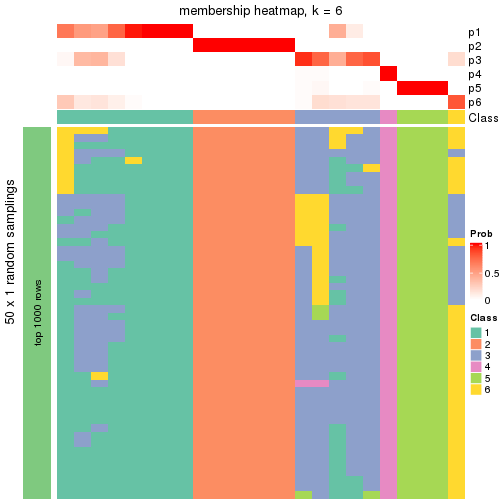 membership heatmap, k = 6
p1
p2
p3
p4
p5
p6
Class
50 x 1 random samplings
top 1000 rows
Prob
1
0.5
0
Class
1
2
3
4
5
6